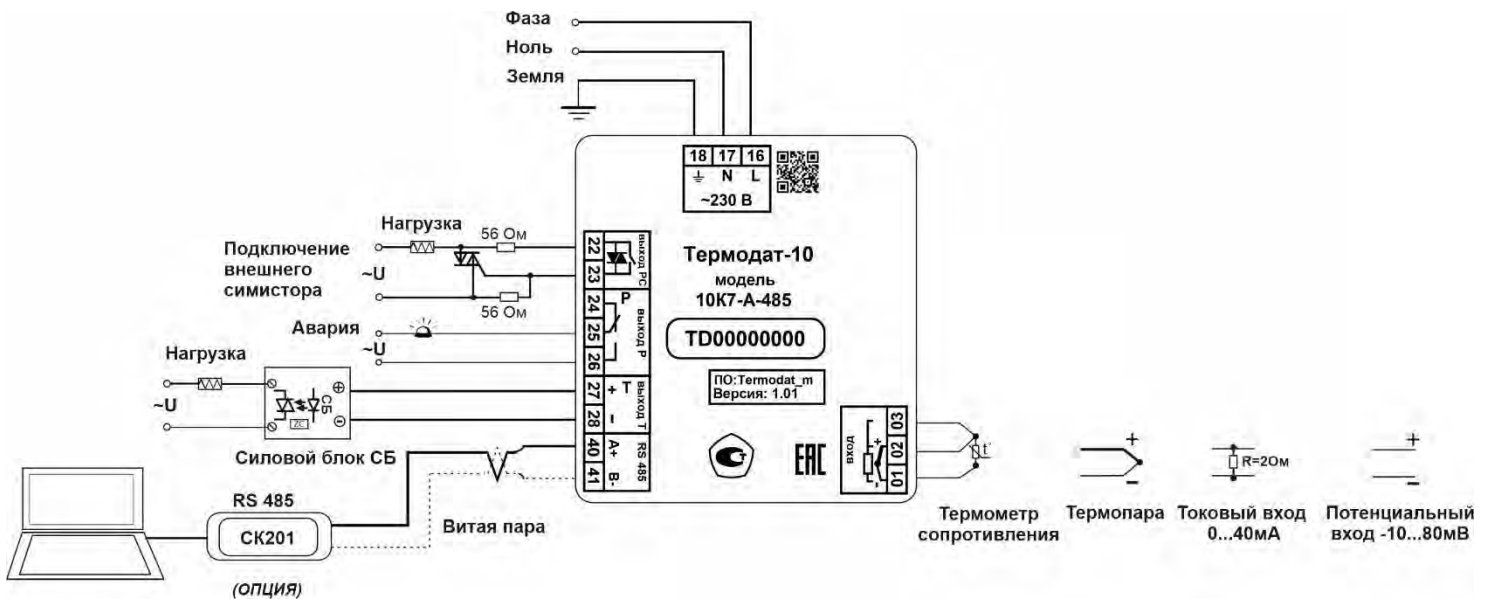 Фаза
Ноль
Земля
18 17 16
N L
~230 В
Нагрузка
56 Ом
Подключение
внешнего
симистора
~U
56 Ом
22
23
выход РС
24
25
26
Р
выход Р
Авария
~U
27
28
+ Т
-
выход Т
40
41
A+
B-
RS 485
Термодат-10
модель
10К7-А-485
TD00000000
ПО:Termodat_m
Версия: 1.01
Нагрузка
~U
СБ
ZC
Силовой блок СБ
RS 485
СК201
(ОПЦИЯ)
Витая пара
ЕАС
вход
+
-
03
02
01
t°
Термометр
сопротивления
+
-
Термопара
R=2Ом
Токовый вход
0...40мА
+
-
Потенциальный
вход -10...80мВ